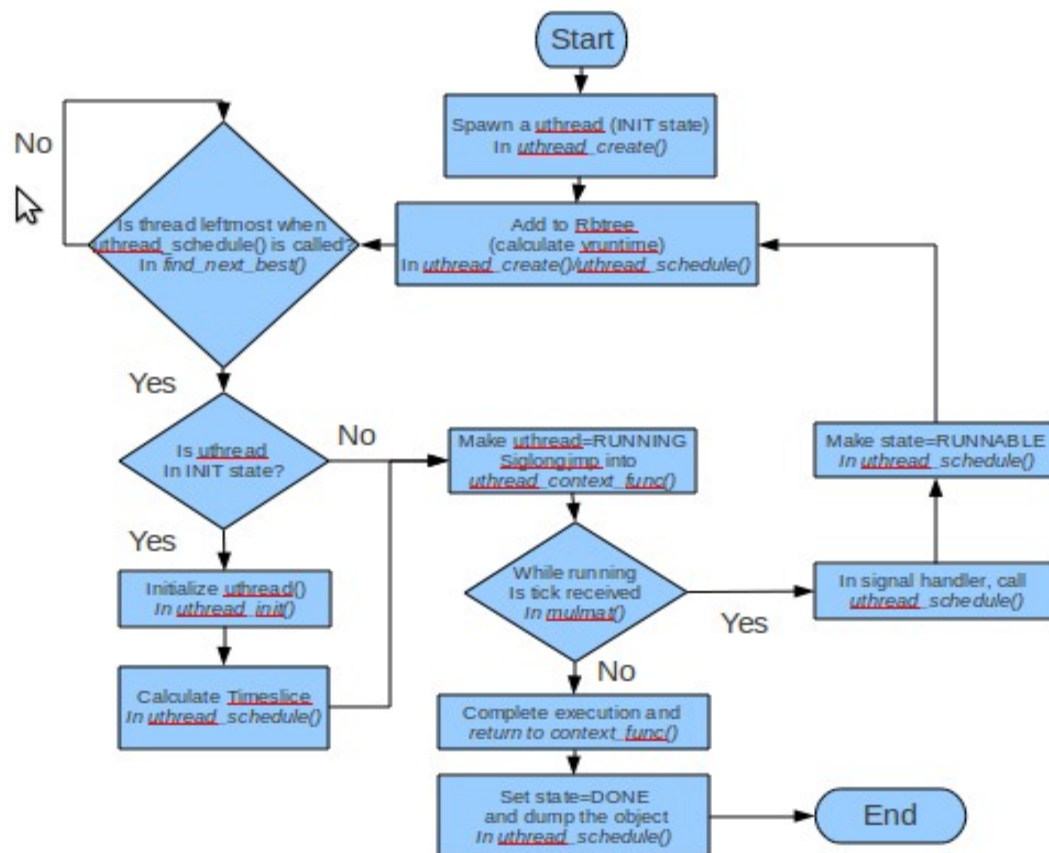 Start
Spawn a uthread (INIT state)
In uthread_create()
Add to Rbtree
(calculate vruntime)
In uthread_create()/uthread_schedule()
No
Is thread leftmost when
uthread_schedule() is called?
In find_next_best()
Yes
Is uthread
In INIT state?
No
Yes
Initialize uthread()
In uthread_init()
Calculate Timeslice
In uthread_schedule()
Make uthread=RUNNING
Siglongjmp into
uthread_context_func()
While running
Is tick received
In mulmat()
Yes
In signal handler, call
uthread_schedule()
Make state=RUNNABLE
In uthread_schedule()
No
Complete execution and
return to context_func()
Set state=DONE
and dump the object
In uthread_schedule()
End